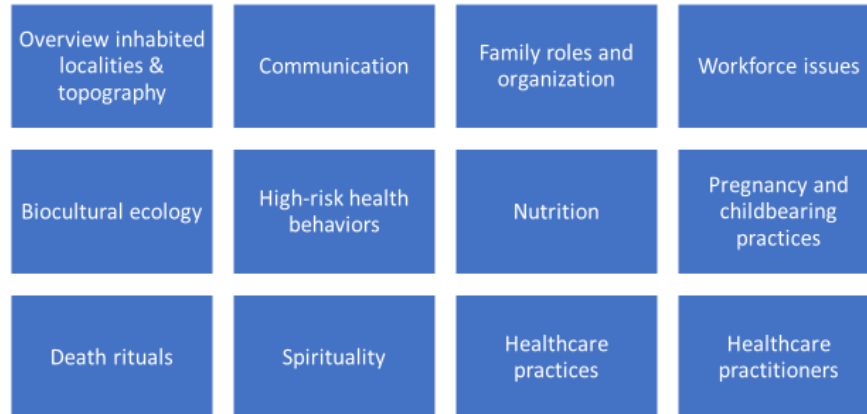 Overview inhabited
localities &
topography
Communication
Family roles and
organization
Workforce issues
Biocultural ecology
High-risk health
behaviors
Nutrition
Pregnancy and
childbearing
practices
Death rituals
Spirituality
Healthcare
practices
Healthcare
practitioners